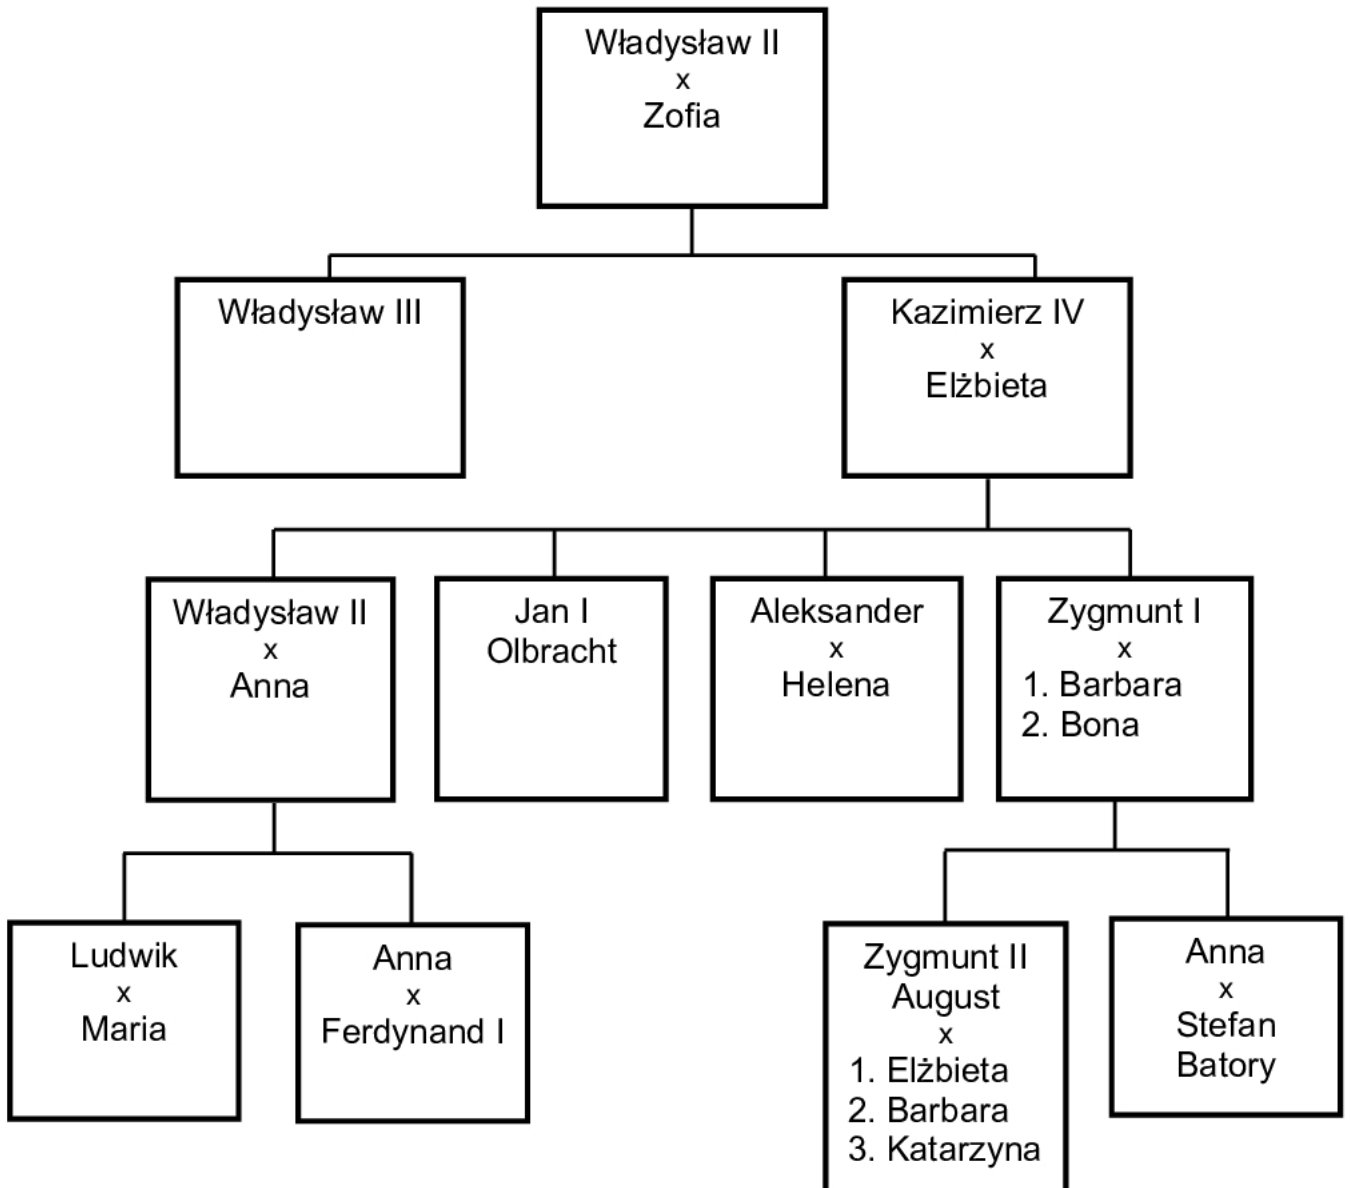 Władysław II
x
Zofia
Władysław III
Kazimierz IV
x
Elżbieta
Władysław II
x
Anna
Jan I
Olbracht
Aleksander
x
Helena
Zygmunt I
x
1. Barbara
2. Bona
Ludwik
x
Maria
Anna
x
Ferdynand I
Zygmunt II
August
x
1. Elżbieta
2. Barbara
3. Katarzyna
Anna
x
Stefan
Batory